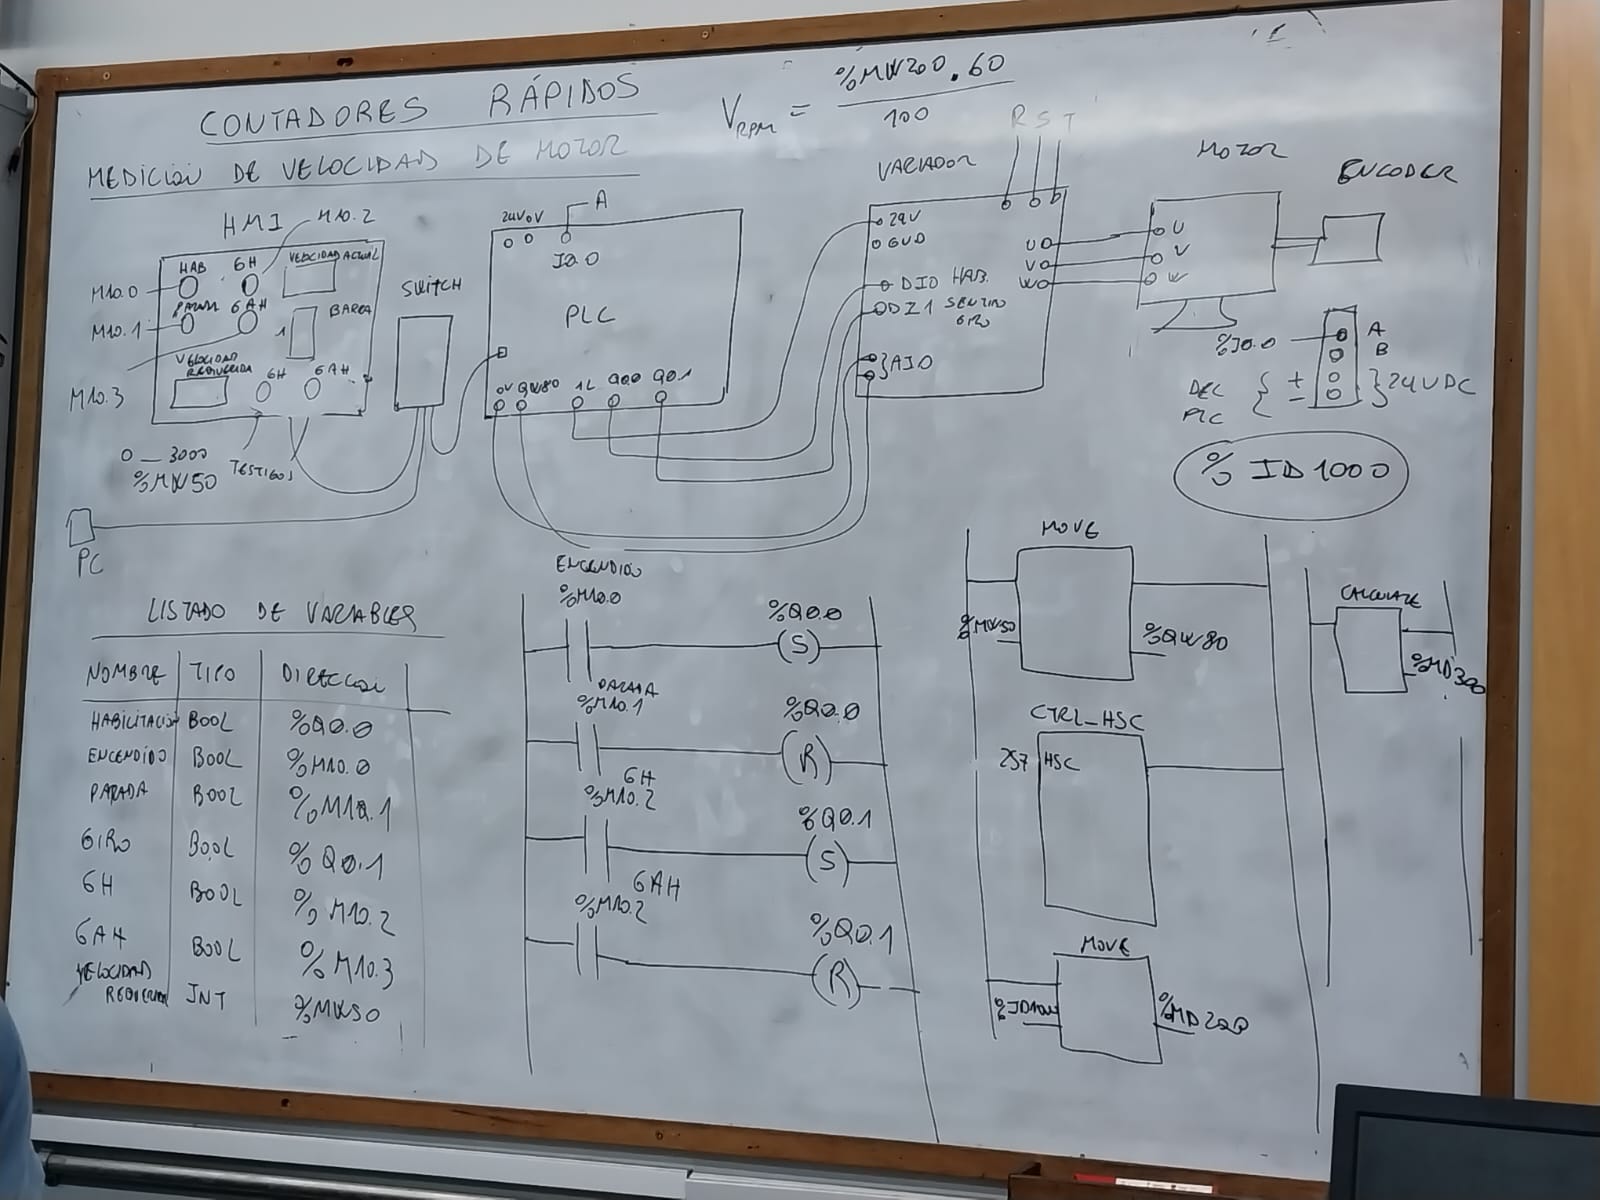 CONTADORES RÁPIDOS
MEDICION DE VELOCIDAD DE MOTOR
VRPM = %MW200.60
100
HMI
M10.2
HAB
GH
VELOCIDAD ACTUAL
M10.0
PARADA
GAH
BARRA
M10.1
1
VELOCIDAD
REQUERIDA
GH
GAH
M10.3
0 — 3000
%MW50
TESTIGOS
PC
SWITCH
24V 0V
A
I0.0
PLC
0V QW80 1L Q0.0 Q0.1
VARIADOR
R S T
24V
GND
DI0 HAB.
DI1 SENTIDO
GIRO
AI0
U
V
W
MOTOR
U
V
W
ENCODER
%I0.0
A
B
DEL
PLC
+
-
24VDC
%ID1000
LISTADO DE VARIABLES
NOMBRE TIPO DIRECCION
HABILITACION BOOL %Q0.0
ENCENDIDO BOOL %M10.0
PARADA BOOL %M10.1
GIRO BOOL %Q0.1
GH BOOL %M10.2
GAH BOOL %M10.3
VELOCIDAD
REQUERIDA INT %MW50
ENCENDIDO
%M10.0
%Q0.0
(S)
PARADA
%M10.1
%Q0.0
(R)
GH
%M10.2
%Q0.1
(S)
GAH
%M10.2
%Q0.1
(R)
MOVE
%MW50
%QW80
CTRL_HSC
257 HSC
MOVE
%ID1000
%MD200
CALCULATE
%MD300